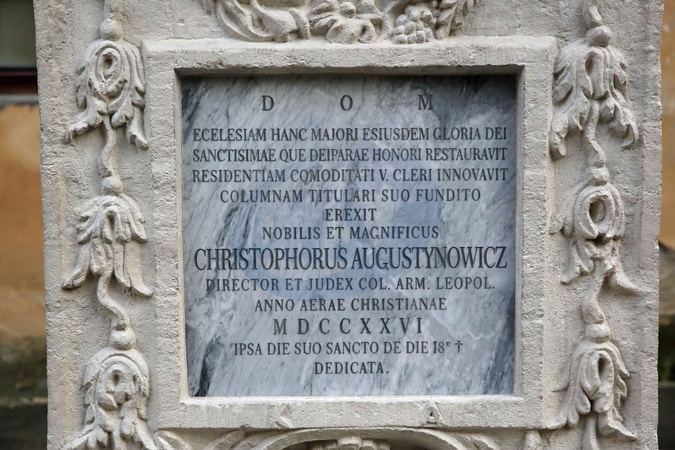 D O M
ECELESIAM HANC MAJORI ESIUSDEM GLORIA DEI
SANCTISIMAE QUE DEIPARAE HONORI RESTAURAVIT
RESIDENTIAM COMODITATI V. CLERI INNOVAVIT
COLUMNAM TITULARI SUO FUNDITO
EREXIT
NOBILIS ET MAGNIFICUS
CHRISTOPHORUS AUGUSTYNOWICZ
DIRECTOR ET JUDEX COL. ARM. LEOPOL.
ANNO AERAE CHRISTIANAE
MDCCXXVI
IPSA DIE SUO SANCTO DE DIE 18ᵉ †
DEDICATA.